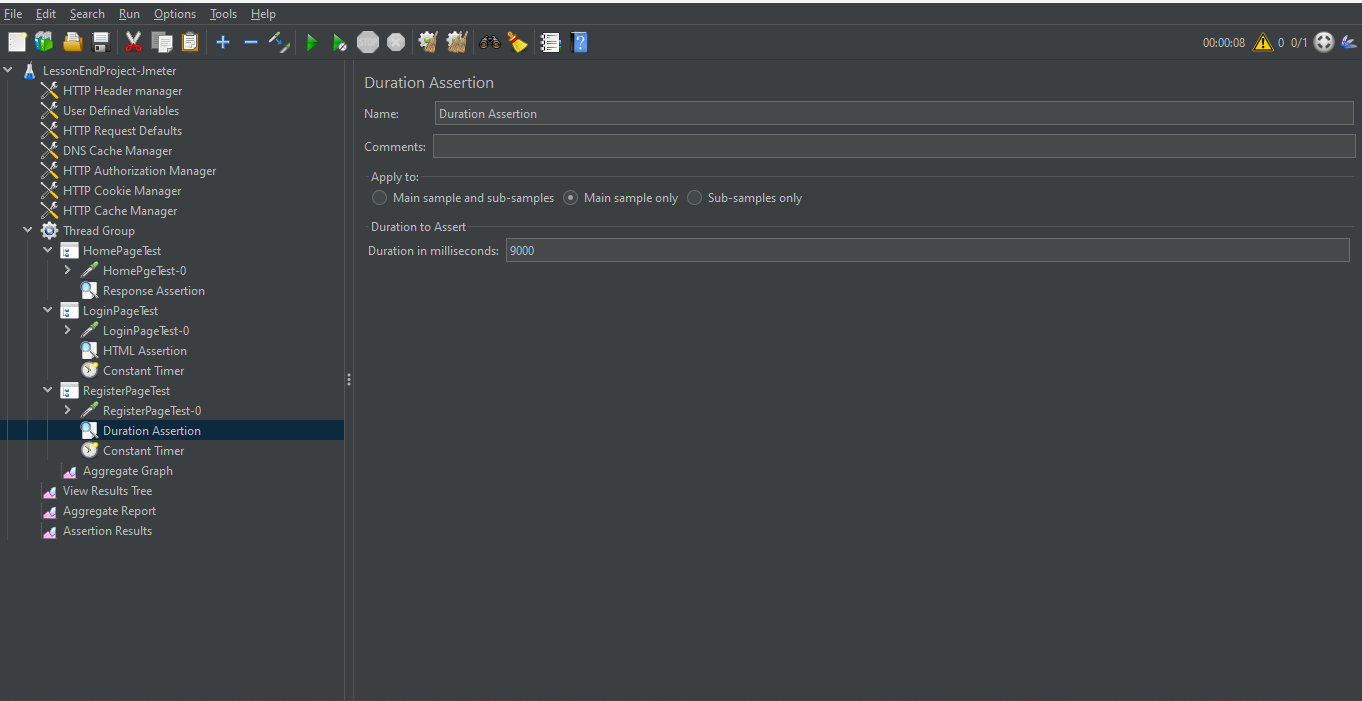 File Edit Search Run Options Tools Help
00:00:08 0 0/1
LessonEndProject-Jmeter
HTTP Header manager
User Defined Variables
HTTP Request Defaults
DNS Cache Manager
HTTP Authorization Manager
HTTP Cookie Manager
HTTP Cache Manager
Thread Group
HomePageTest
HomePgeTest-0
Response Assertion
LoginPageTest
LoginPageTest-0
HTML Assertion
Constant Timer
RegisterPageTest
RegisterPageTest-0
Duration Assertion
Constant Timer
Aggregate Graph
View Results Tree
Aggregate Report
Assertion Results
Duration Assertion
Name: Duration Assertion
Comments:
Apply to:
Main sample and sub-samples Main sample only Sub-samples only
Duration to Assert
Duration in milliseconds: 9000